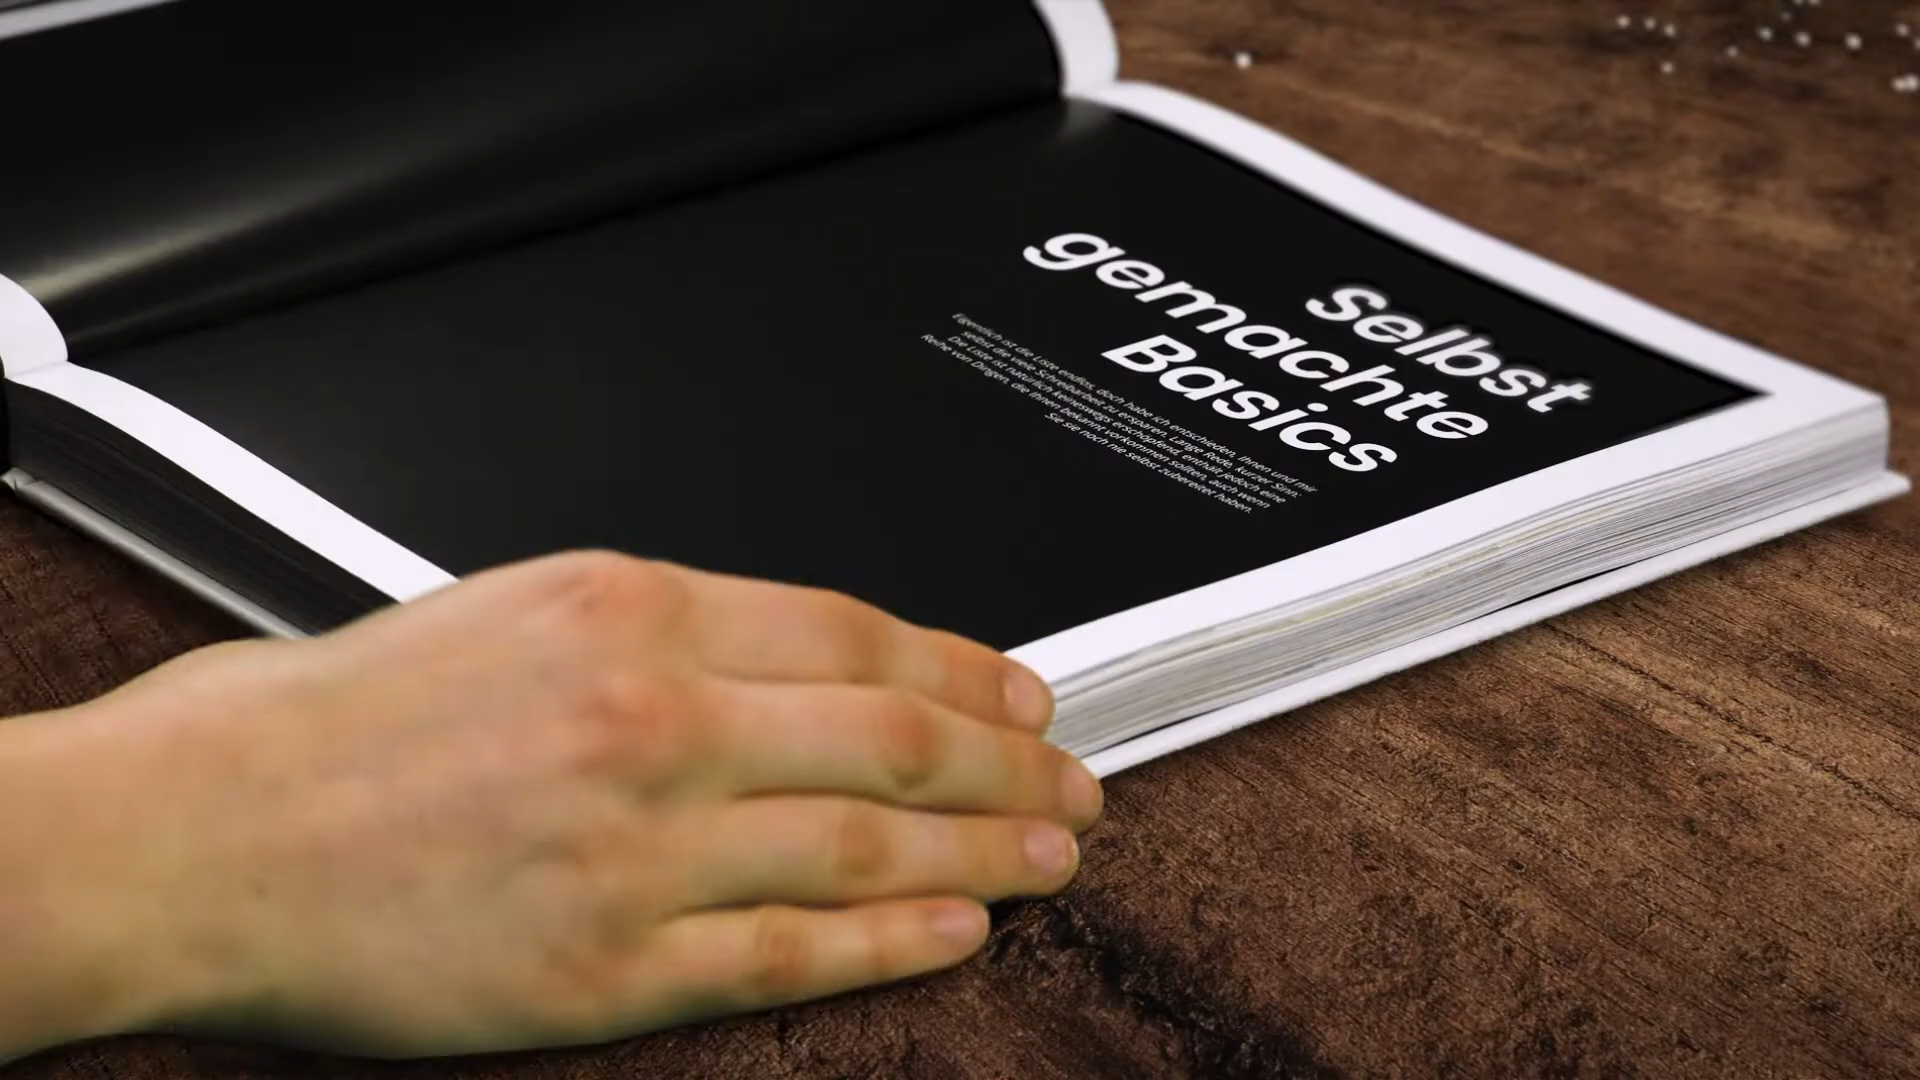 Selbst
gemachte
Basics
Eigentlich ist die Liste endlos, doch habe ich entschieden, Ihnen und mir
selbst die viele Schreibarbeit zu ersparen. Lange Rede, kurzer Sinn:
Die Liste ist natürlich keineswegs erschöpfend, enthält jedoch eine
Reihe von Dingen, die Ihnen bekannt vorkommen sollten, auch wenn
Sie sie noch nie selbst zubereitet haben.